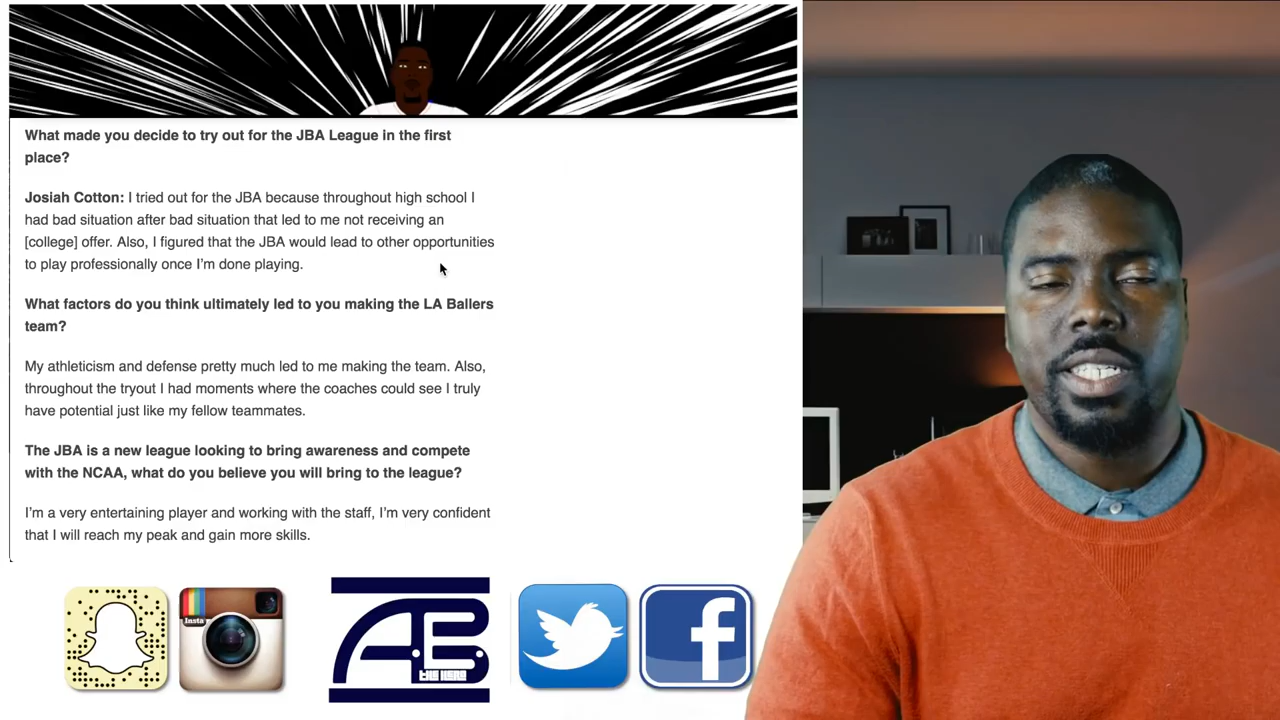 What made you decide to try out for the JBA League in the first
place?
Josiah Cotton: I tried out for the JBA because throughout high school I
had bad situation after bad situation that led to me not receiving an
[college] offer. Also, I figured that the JBA would lead to other opportunities
to play professionally once I’m done playing.
What factors do you think ultimately led to you making the LA Ballers
team?
My athleticism and defense pretty much led to me making the team. Also,
throughout the tryout I had moments where the coaches could see I truly
have potential just like my fellow teammates.
The JBA is a new league looking to bring awareness and compete
with the NCAA, what do you believe you will bring to the league?
I’m a very entertaining player and working with the staff, I’m very confident
that I will reach my peak and gain more skills.
Insta
A.B.
THE HERO